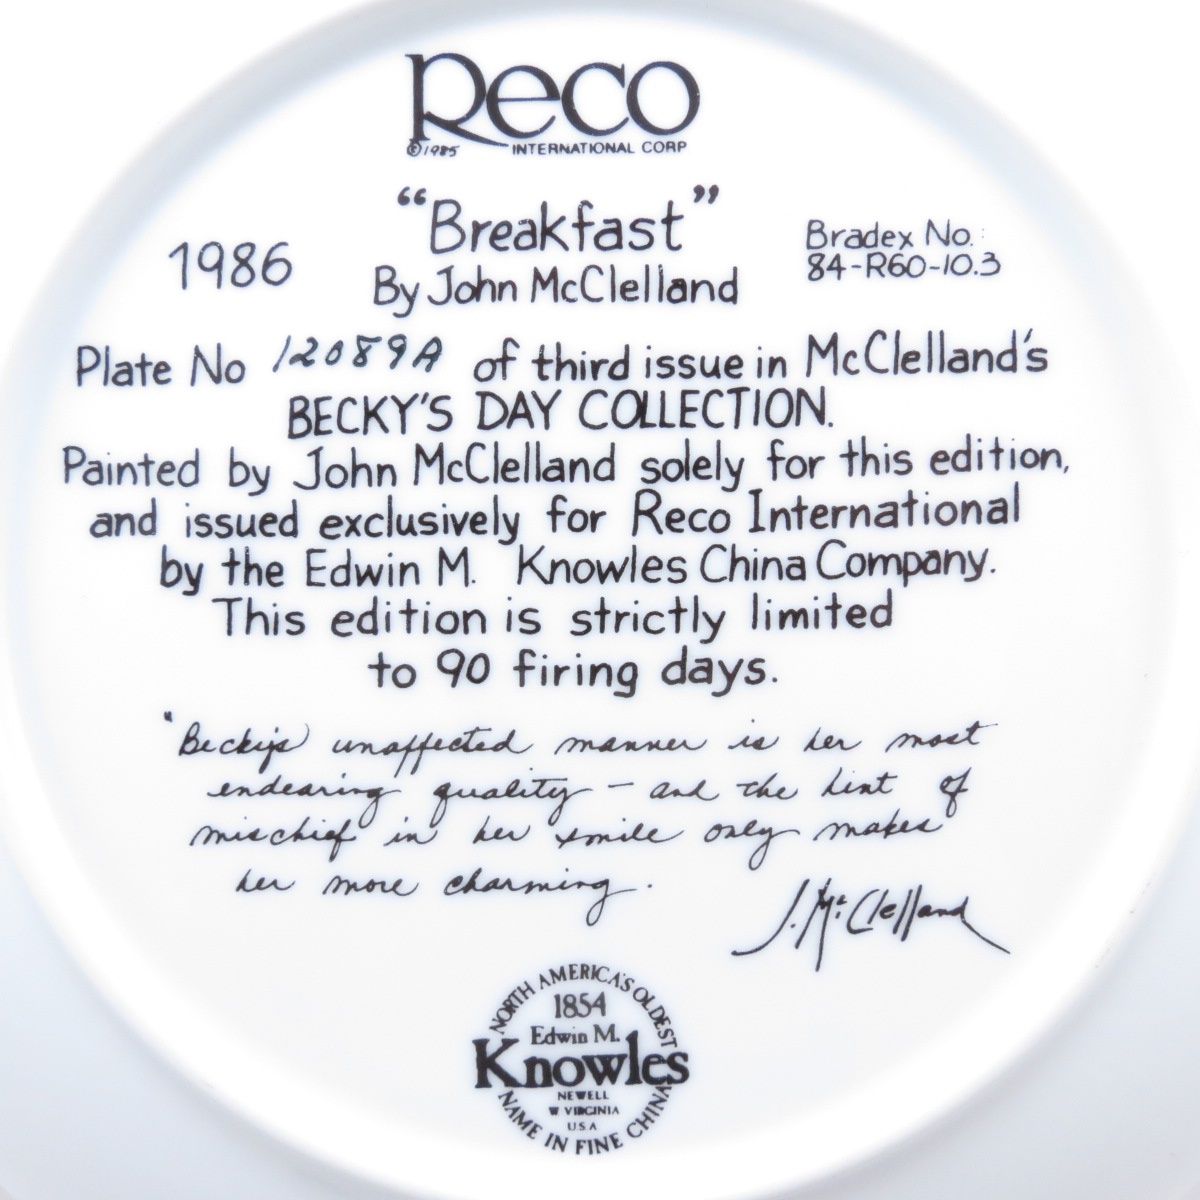 Reco
©1985 INTERNATIONAL CORP
"Breakfast"
1986
By John McClelland
Bradex No.:
84-R60-10.3
Plate No 12089A of third issue in McClelland's
BECKY'S DAY COLLECTION.
Painted by John McClelland solely for this edition,
and issued exclusively for Reco International
by the Edwin M. Knowles China Company.
This edition is strictly limited
to 90 firing days.
"Becky's unaffected manner is her most
endearing quality – and the hint of
mischief in her smile only makes
her more charming.
J. McClelland
NORTH AMERICA'S OLDEST
1854
Edwin M.
Knowles
NEWELL
W VIRGINIA
USA
NAME IN FINE CHINA